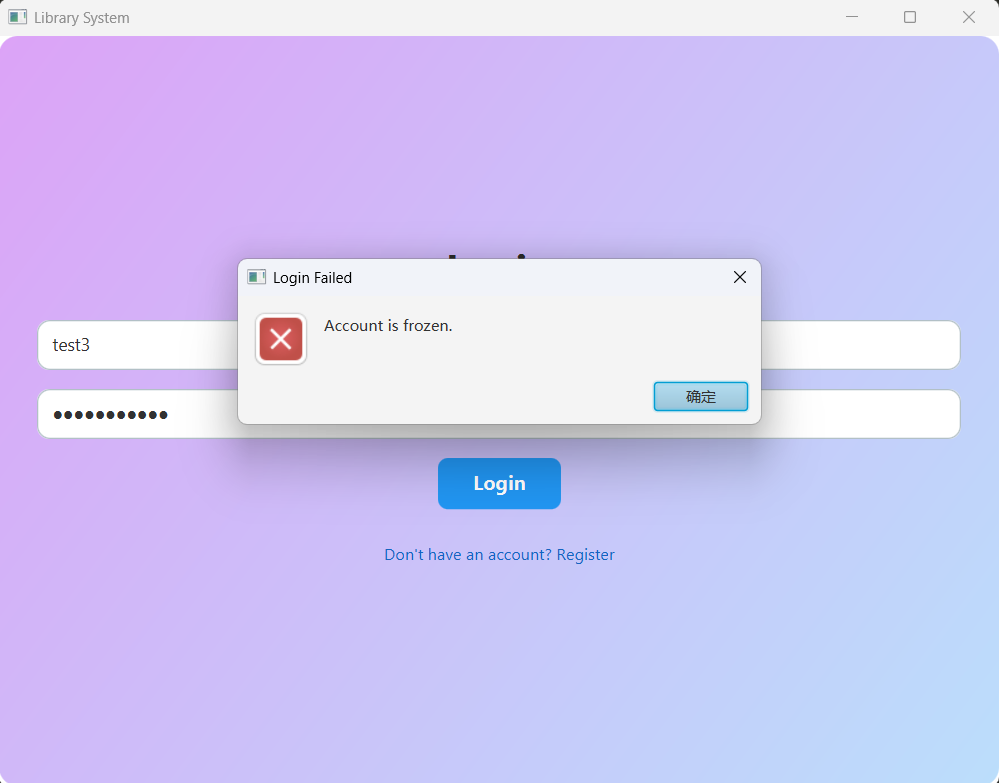 Library System
Login Failed
Account is frozen.
确定
test3
Login
Don't have an account? Register